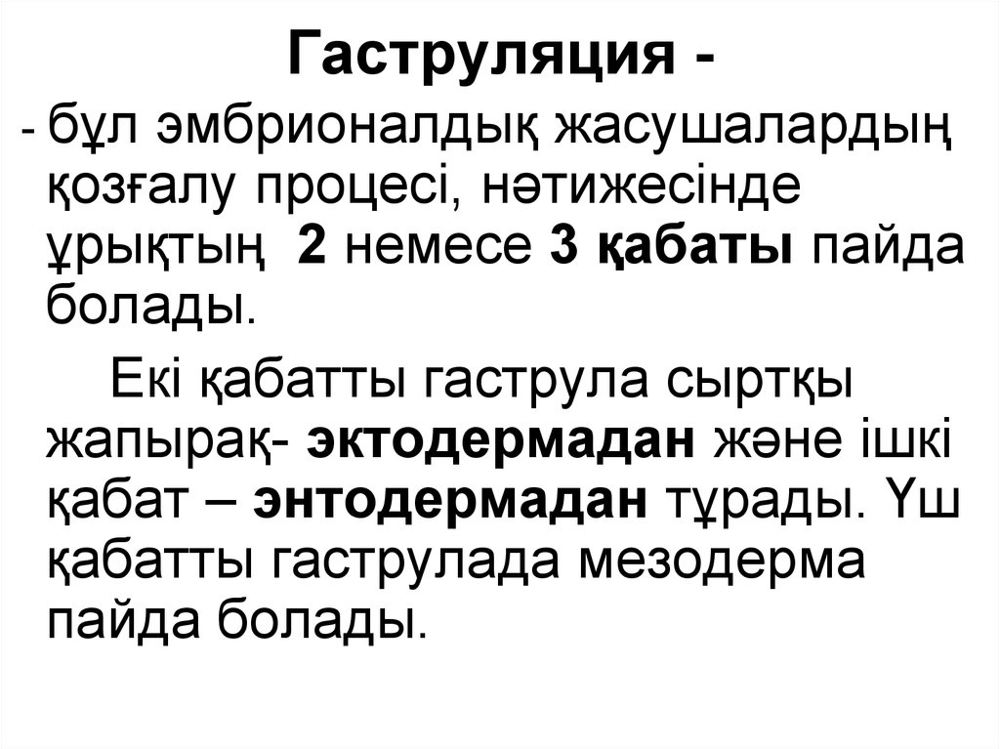 Гаструляция -
- бұл эмбрионалдық жасушалардың
қозғалу процесі, нәтижесінде
ұрықтың  2 немесе 3 қабаты пайда
болады.
Екі қабатты гаструла сыртқы
жапырақ- эктодермадан және ішкі
қабат – энтодермадан тұрады. Үш
қабатты гаструлада мезодерма
пайда болады.